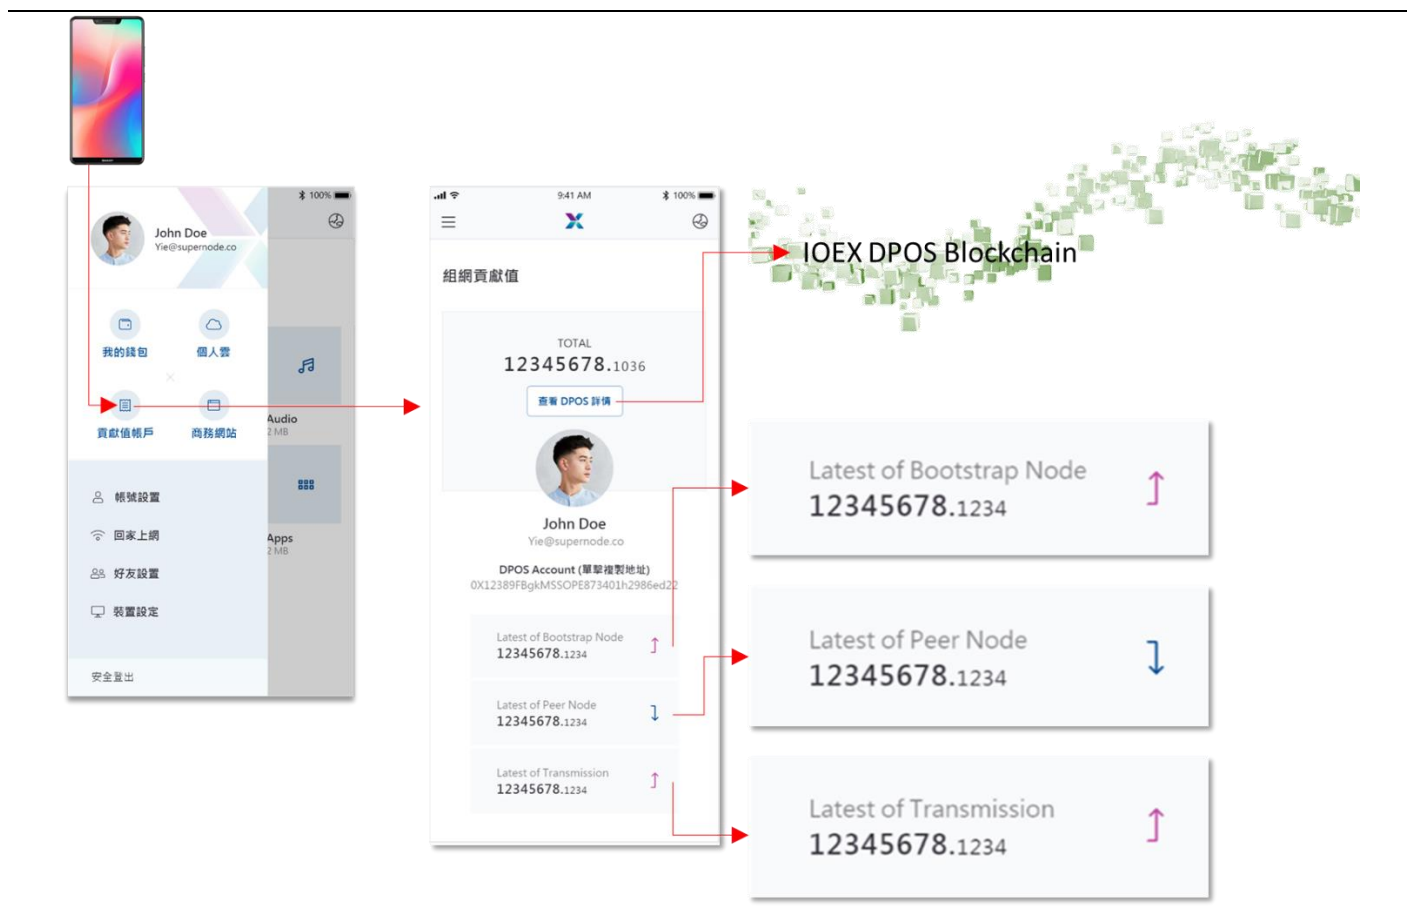 100%
John Doe
Yie@supernode.co
我的錢包
個人雲
貢獻值帳戶
商務網站
Audio
2 MB
Apps
2 MB
帳號設置
回家上網
好友設置
裝置設定
安全登出
9:41 AM
100%
組網貢獻值
TOTAL
12345678.1036
查看 DPOS 詳情
John Doe
Yie@supernode.co
DPOS Account (單擊複製地址)
0X12389FBgkMSSOPE873401h2986ed22
Latest of Bootstrap Node
12345678.1234
Latest of Peer Node
12345678.1234
Latest of Transmission
12345678.1234
IOEX DPOS Blockchain
Latest of Bootstrap Node
12345678.1234
Latest of Peer Node
12345678.1234
Latest of Transmission
12345678.1234